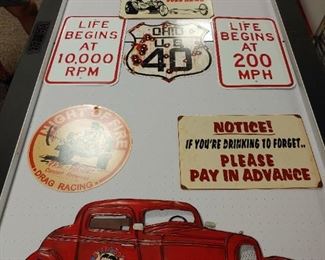 LIFE
BEGINS
AT
10,000
RPM
OHIO
U S
40
LIFE
BEGINS
AT
200
MPH
NIGHT OF FIRE
DRAG RACING
NOTICE!
IF YOU'RE DRINKING TO FORGET..
PLEASE
PAY IN ADVANCE